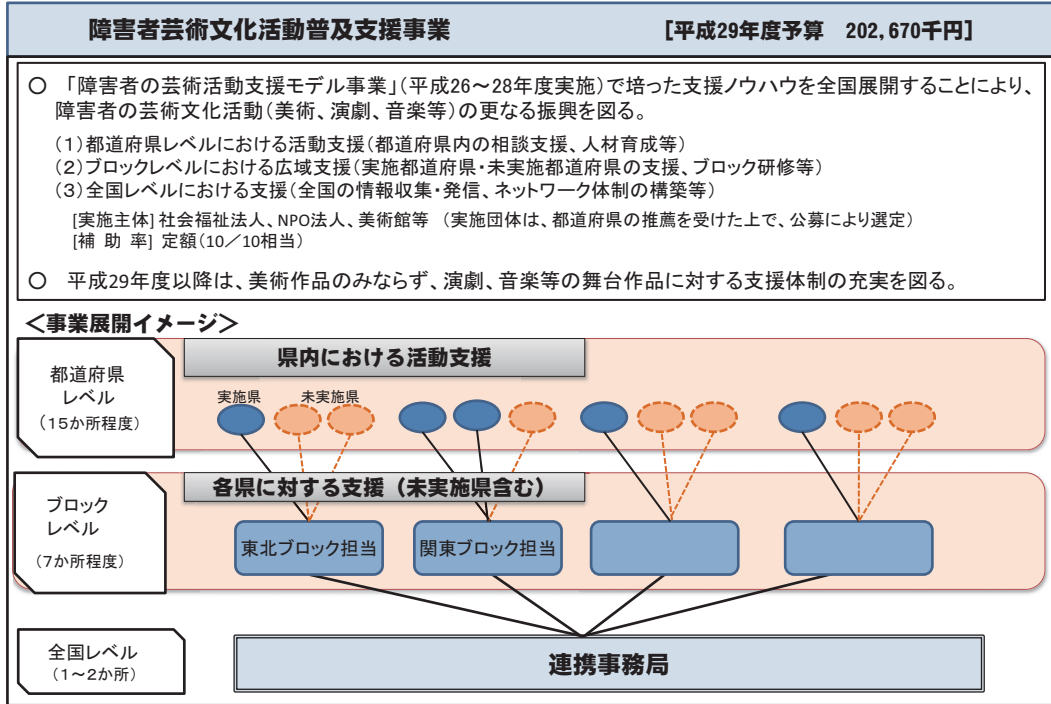 障害者芸術文化活動普及支援事業 [平成29年度予算 202,670千円]
○ 「障害者の芸術活動支援モデル事業」(平成26～28年度実施)で培った支援ノウハウを全国展開することにより、
障害者の芸術文化活動(美術、演劇、音楽等)の更なる振興を図る。
(1)都道府県レベルにおける活動支援(都道府県内の相談支援、人材育成等)
(2)ブロックレベルにおける広域支援(実施都道府県・未実施都道府県の支援、ブロック研修等)
(3)全国レベルにおける支援(全国の情報収集・発信、ネットワーク体制の構築等)
[実施主体] 社会福祉法人、NPO法人、美術館等 (実施団体は、都道府県の推薦を受けた上で、公募により選定)
[補 助 率] 定額(10／10相当)
○ 平成29年度以降は、美術作品のみならず、演劇、音楽等の舞台作品に対する支援体制の充実を図る。
＜事業展開イメージ＞
都道府県
レベル
(15か所程度)
県内における活動支援
実施県 未実施県
ブロック
レベル
(7か所程度)
各県に対する支援（未実施県含む）
東北ブロック担当 関東ブロック担当
全国レベル
(1～2か所)
連携事務局